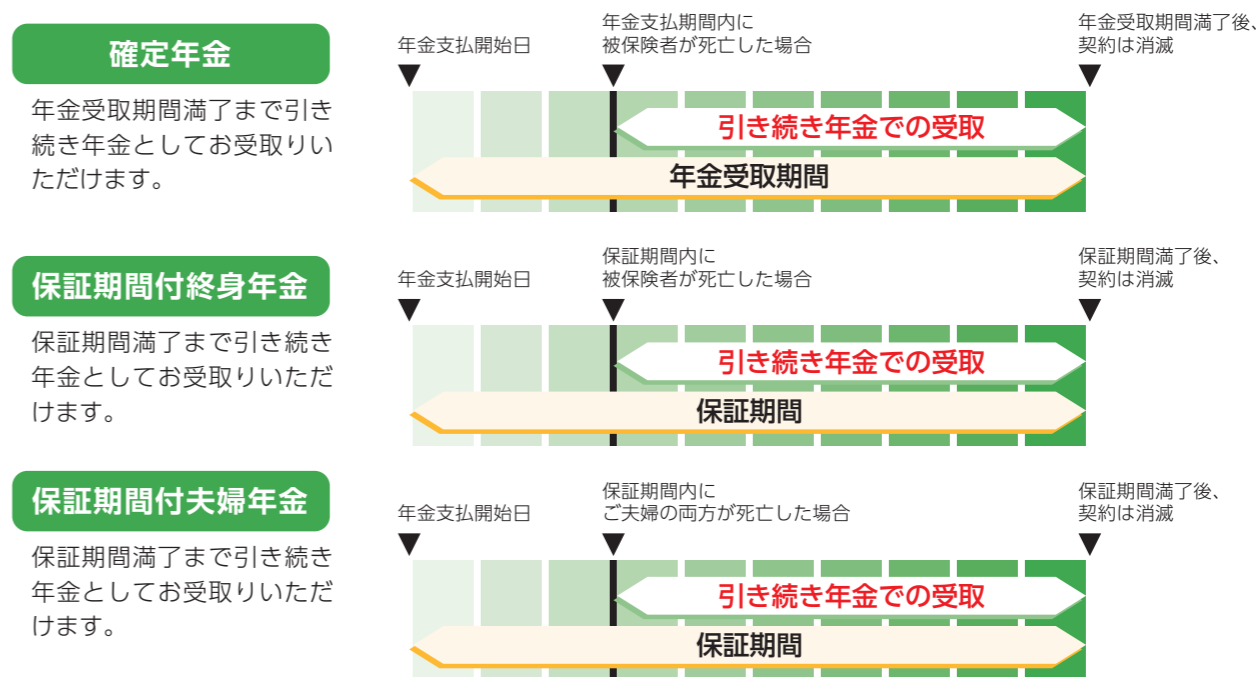 確定年金
年金受取期間満了まで引き
続き年金としてお受取りい
ただけます。
年金支払開始日
年金支払期間内に
被保険者が死亡した場合
年金受取期間満了後、
契約は消滅
引き続き年金での受取
年金受取期間
保証期間付終身年金
保証期間満了まで引き続き
年金としてお受取りいただ
けます。
年金支払開始日
保証期間内に
被保険者が死亡した場合
保証期間満了後、
契約は消滅
引き続き年金での受取
保証期間
保証期間付夫婦年金
保証期間満了まで引き続き
年金としてお受取りいただ
けます。
年金支払開始日
保証期間内に
ご夫婦の両方が死亡した場合
保証期間満了後、
契約は消滅
引き続き年金での受取
保証期間